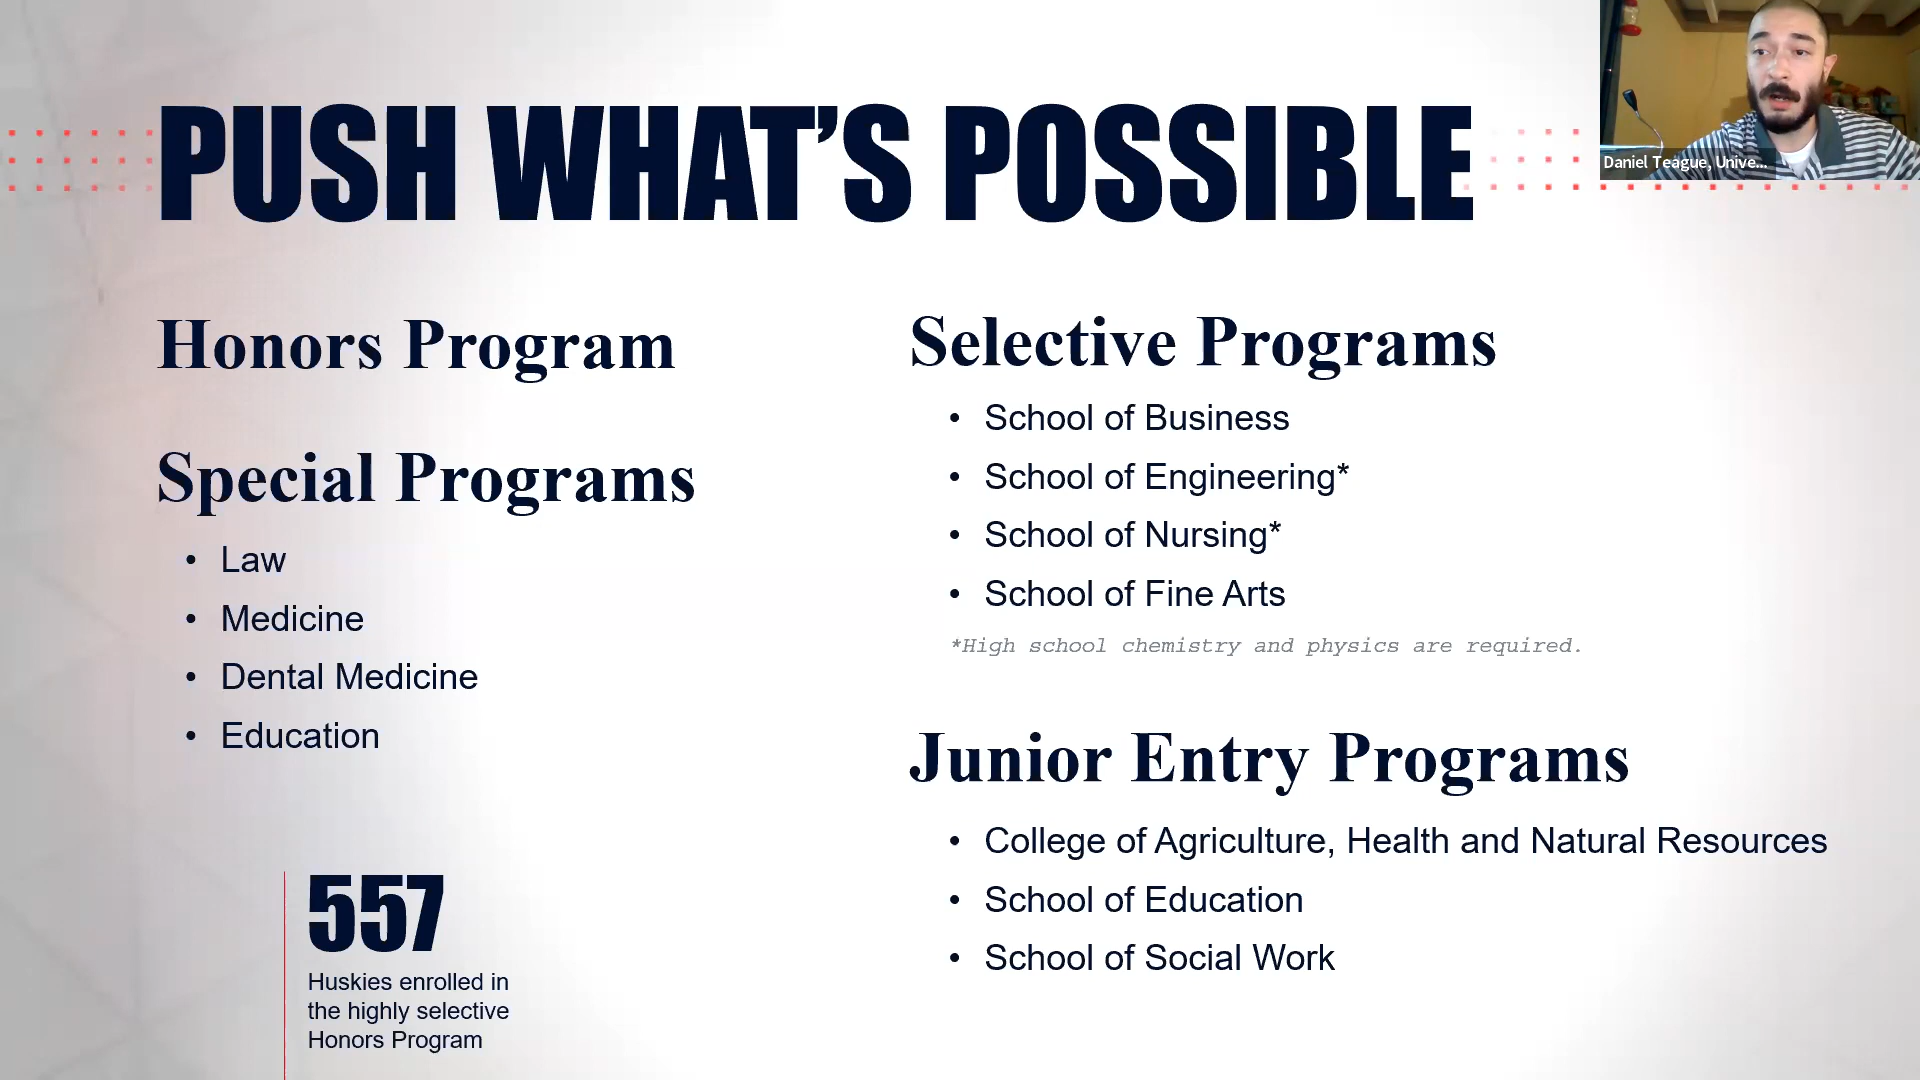 PUSH WHAT’S POSSIBLE
Daniel Teague, Unive...
Honors Program
Special Programs
• Law
• Medicine
• Dental Medicine
• Education
557
Huskies enrolled in
the highly selective
Honors Program
Selective Programs
• School of Business
• School of Engineering*
• School of Nursing*
• School of Fine Arts
*High school chemistry and physics are required.
Junior Entry Programs
• College of Agriculture, Health and Natural Resources
• School of Education
• School of Social Work